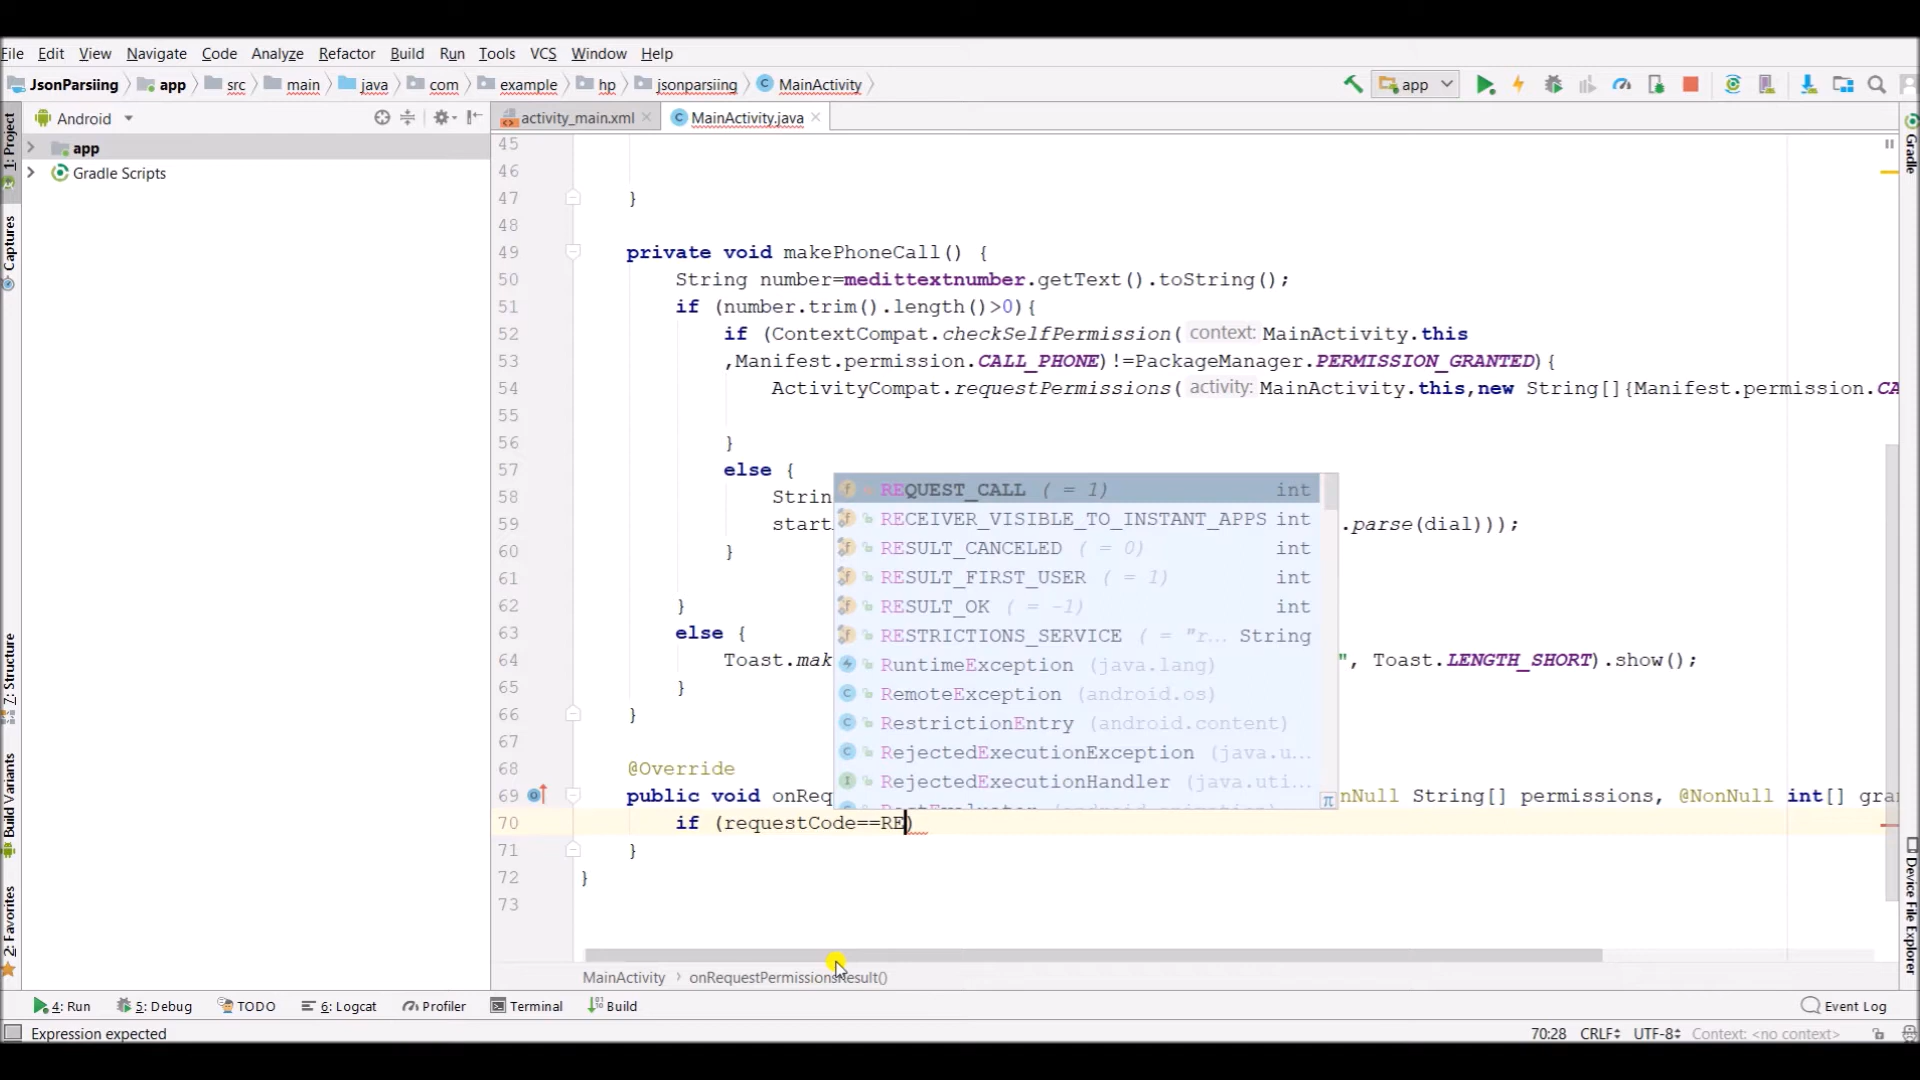 File Edit View Navigate Code Analyze Refactor Build Run Tools VCS Window Help
JsonParsiing app src main java com example hp jsonparsiing MainActivity app
Android activity_main.xml MainActivity.java
app
Gradle Scripts
1: Project
Captures
7: Structure
Build Variants
2: Favorites
Gradle
Device File Explorer
45
46
47 }
48
49 private void makePhoneCall() {
50 String number=medittextnumber.getText().toString();
51 if (number.trim().length()>0){
52 if (ContextCompat.checkSelfPermission( context: MainActivity.this
53 ,Manifest.permission.CALL_PHONE)!=PackageManager.PERMISSION_GRANTED){
54 ActivityCompat.requestPermissions( activity: MainActivity.this,new String[]{Manifest.permission.CA
55
56 }
57 else {
58 Strin
59 start .parse(dial)));
60 }
61
62 }
63 else {
64 Toast.mak ", Toast.LENGTH_SHORT).show();
65 }
66 }
67
68 @Override
69 public void onReq nNull String[] permissions, @NonNull int[] gra
70 if (requestCode==RE)
71 }
72 }
73
REQUEST_CALL ( = 1) int
RECEIVER_VISIBLE_TO_INSTANT_APPS int
RESULT_CANCELED ( = 0) int
RESULT_FIRST_USER ( = 1) int
RESULT_OK ( = -1) int
RESTRICTIONS_SERVICE ( = "r... String
RuntimeException (java.lang)
RemoteException (android.os)
RestrictionEntry (android.content)
RejectedExecutionException (java.u...
RejectedExecutionHandler (java.uti...
π
MainActivity onRequestPermissionsResult()
4: Run 5: Debug TODO 6: Logcat Profiler Terminal Build Event Log
Expression expected 70:28 CRLF UTF-8 Context: <no context>